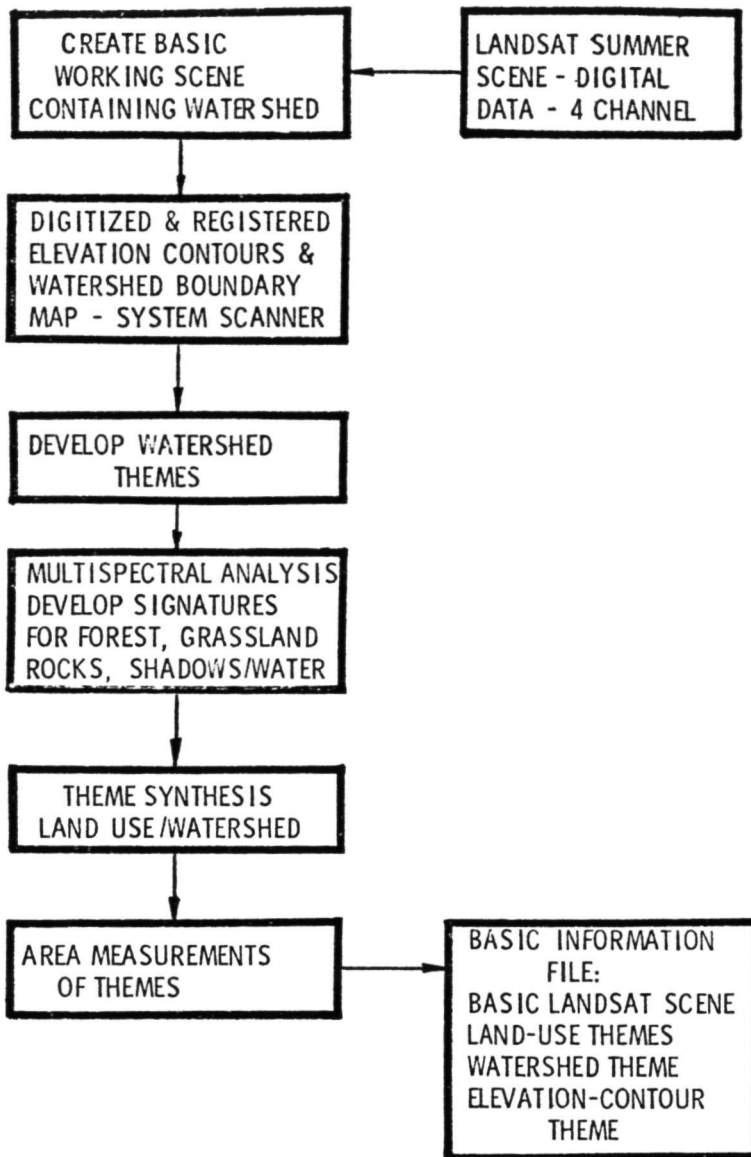 CREATE BASIC
WORKING SCENE
CONTAINING WATERSHED
LANDSAT SUMMER
SCENE - DIGITAL
DATA - 4 CHANNEL
DIGITIZED & REGISTERED
ELEVATION CONTOURS &
WATERSHED BOUNDARY
MAP - SYSTEM SCANNER
DEVELOP WATERSHED
THEMES
MULTISPECTRAL ANALYSIS
DEVELOP SIGNATURES
FOR FOREST, GRASSLAND
ROCKS, SHADOWS/WATER
THEME SYNTHESIS
LAND USE/WATERSHED
AREA MEASUREMENTS
OF THEMES
BASIC INFORMATION
FILE:
BASIC LANDSAT SCENE
LAND-USE THEMES
WATERSHED THEME
ELEVATION-CONTOUR
THEME